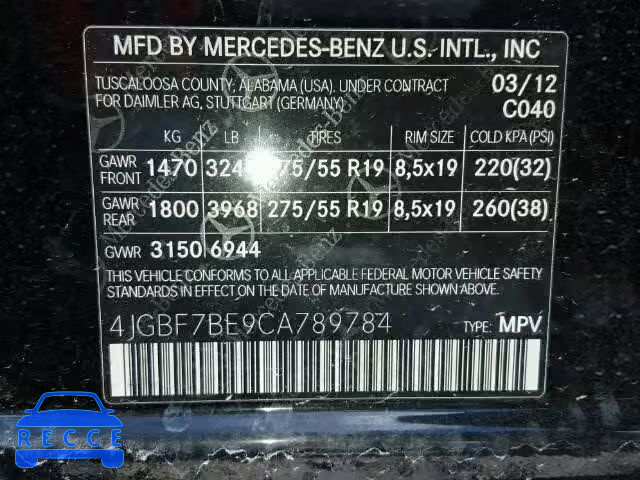 MFD BY MERCEDES-BENZ U.S. INTL., INC
TUSCALOOSA COUNTY, ALABAMA (USA). UNDER CONTRACT 03/12
FOR DAIMLER AG, STUTTGART (GERMANY) C040
KG LB TIRES RIM SIZE COLD KPA (PSI)
GAWR FRONT 1470 R19 8,5x19 220(32)
GAWR REAR 1800 3968 275/55 R19 8,5x19 260(38)
GVWR 3150 6944
THIS VEHICLE CONFORMS TO ALL APPLICABLE FEDERAL MOTOR VEHICLE SAFETY
STANDARDS IN EFFECT ON THE DATE OF MANUFACTURE SHOWN ABOVE
4JGBF7BE9CA789784 TYPE: MPV
RECCE